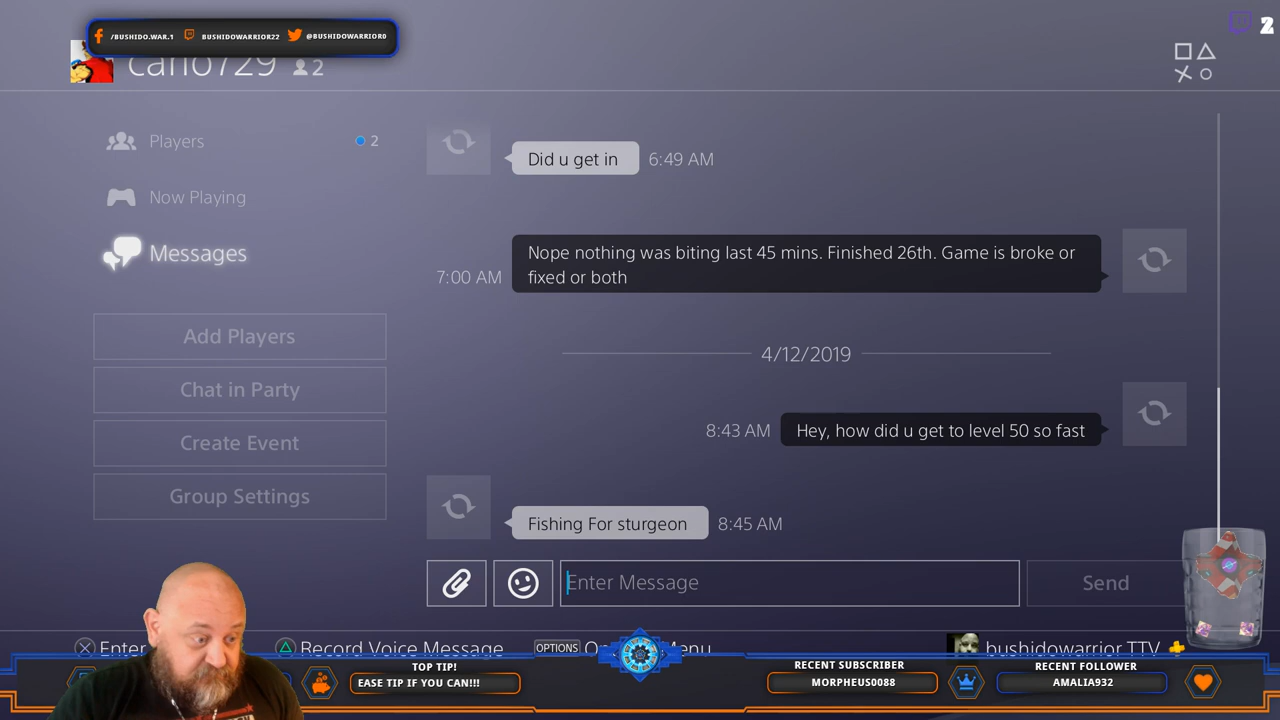 /BUSHIDO.WAR.1 BUSHIDOWARRIOR22 @BUSHIDOWARRIOR0
2
2
Players 2
Now Playing
Messages
Add Players
Chat in Party
Create Event
Group Settings
Did u get in 6:49 AM
Nope nothing was biting last 45 mins. Finished 26th. Game is broke or
7:00 AM fixed or both
4/12/2019
8:43 AM Hey, how did u get to level 50 so fast
Fishing For sturgeon 8:45 AM
Enter Message Send
Enter Record Voice Message OPTIONS bushidowarrior TTV
TOP TIP!
EASE TIP IF YOU CAN!!!
RECENT SUBSCRIBER
MORPHEUS0088
RECENT FOLLOWER
AMALIA932